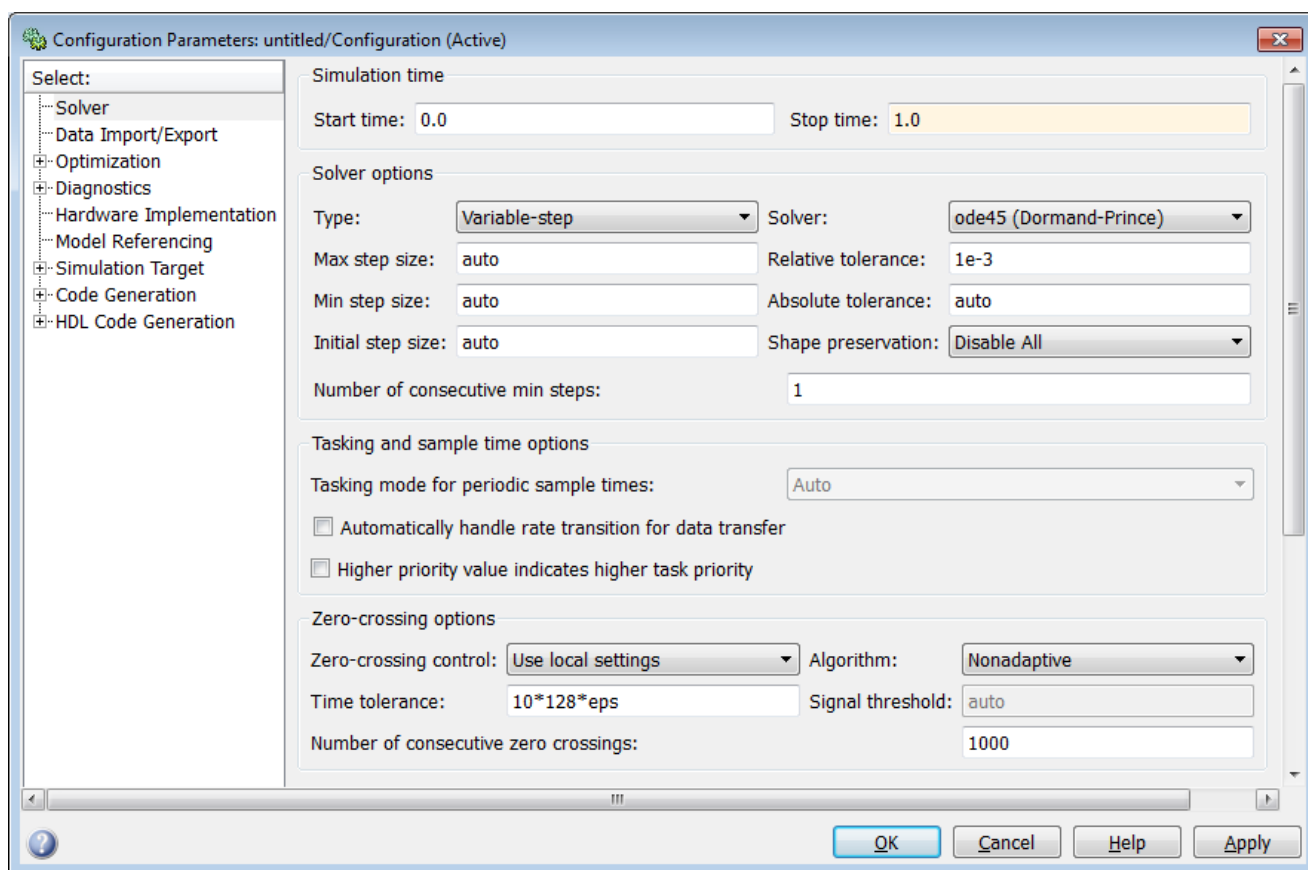 Configuration Parameters: untitled/Configuration (Active)
Select:
Solver
Data Import/Export
Optimization
Diagnostics
Hardware Implementation
Model Referencing
Simulation Target
Code Generation
HDL Code Generation
Simulation time
Start time: 0.0 Stop time: 1.0
Solver options
Type: Variable-step Solver: ode45 (Dormand-Prince)
Max step size: auto Relative tolerance: 1e-3
Min step size: auto Absolute tolerance: auto
Initial step size: auto Shape preservation: Disable All
Number of consecutive min steps: 1
Tasking and sample time options
Tasking mode for periodic sample times: Auto
Automatically handle rate transition for data transfer
Higher priority value indicates higher task priority
Zero-crossing options
Zero-crossing control: Use local settings Algorithm: Nonadaptive
Time tolerance: 10*128*eps Signal threshold: auto
Number of consecutive zero crossings: 1000
OK Cancel Help Apply